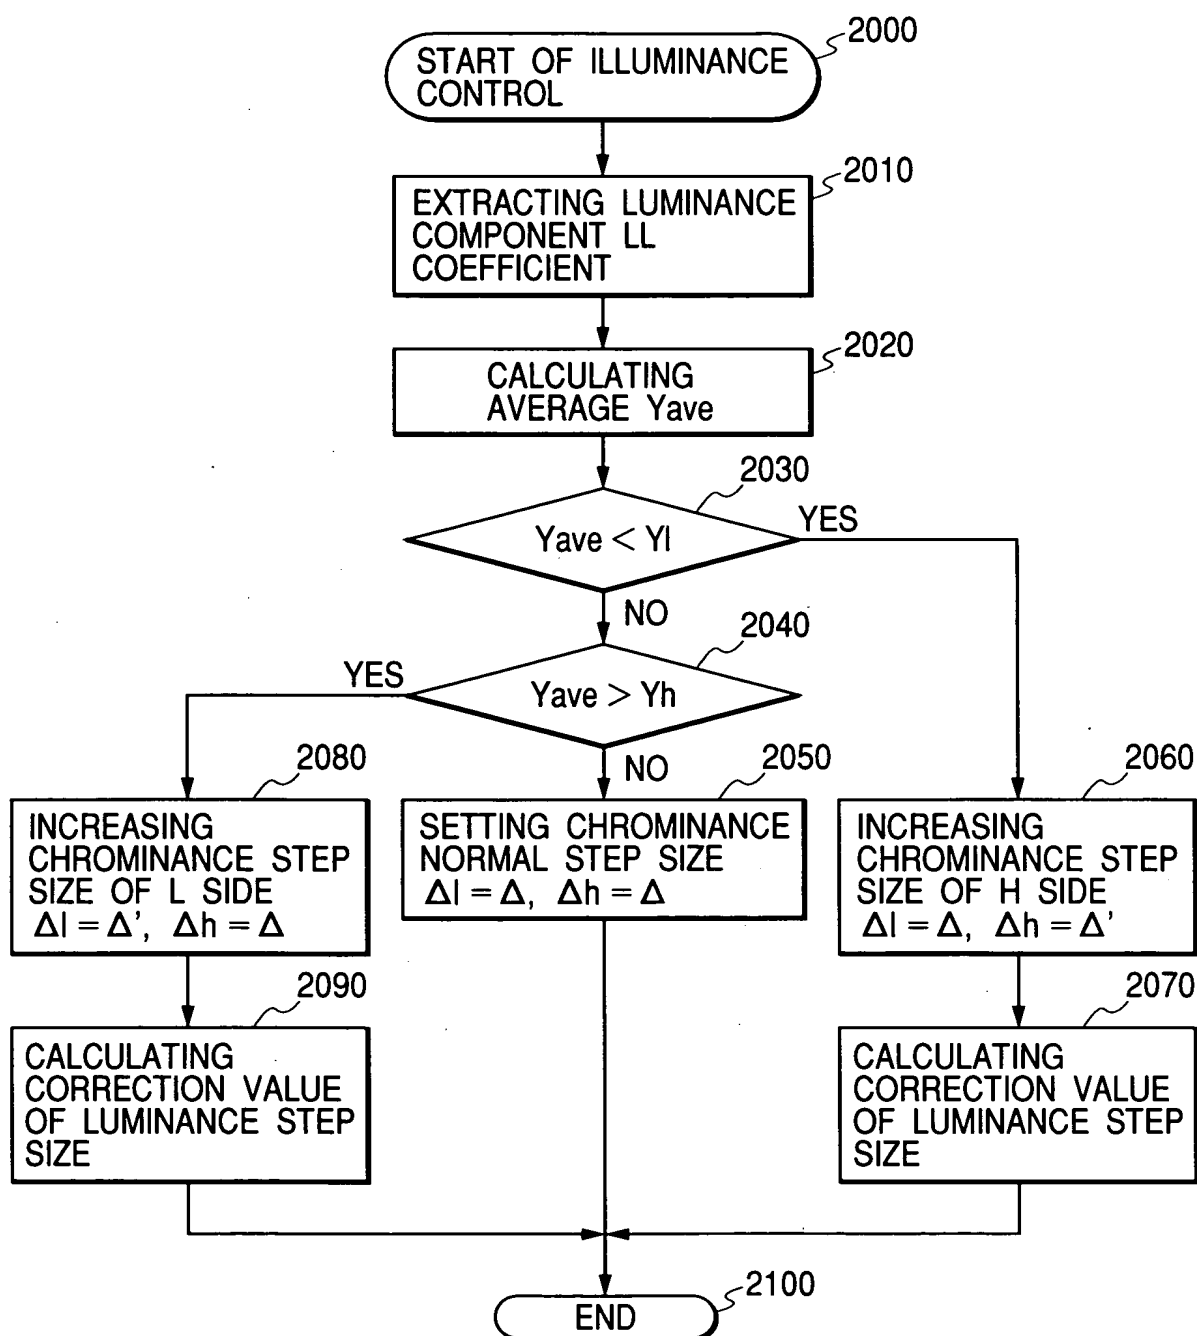 2000
START OF ILLUMINANCE
CONTROL
2010
EXTRACTING LUMINANCE
COMPONENT LL
COEFFICIENT
2020
CALCULATING
AVERAGE Yave
2030
Yave < Yl
YES
NO
2040
Yave > Yh
YES
NO
2080
INCREASING
CHROMINANCE STEP
SIZE OF L SIDE
Δl = Δ', Δh = Δ
2050
SETTING CHROMINANCE
NORMAL STEP SIZE
Δl = Δ, Δh = Δ
2060
INCREASING
CHROMINANCE STEP
SIZE OF H SIDE
Δl = Δ, Δh = Δ'
2090
CALCULATING
CORRECTION VALUE
OF LUMINANCE STEP
SIZE
2070
CALCULATING
CORRECTION VALUE
OF LUMINANCE STEP
SIZE
2100
END